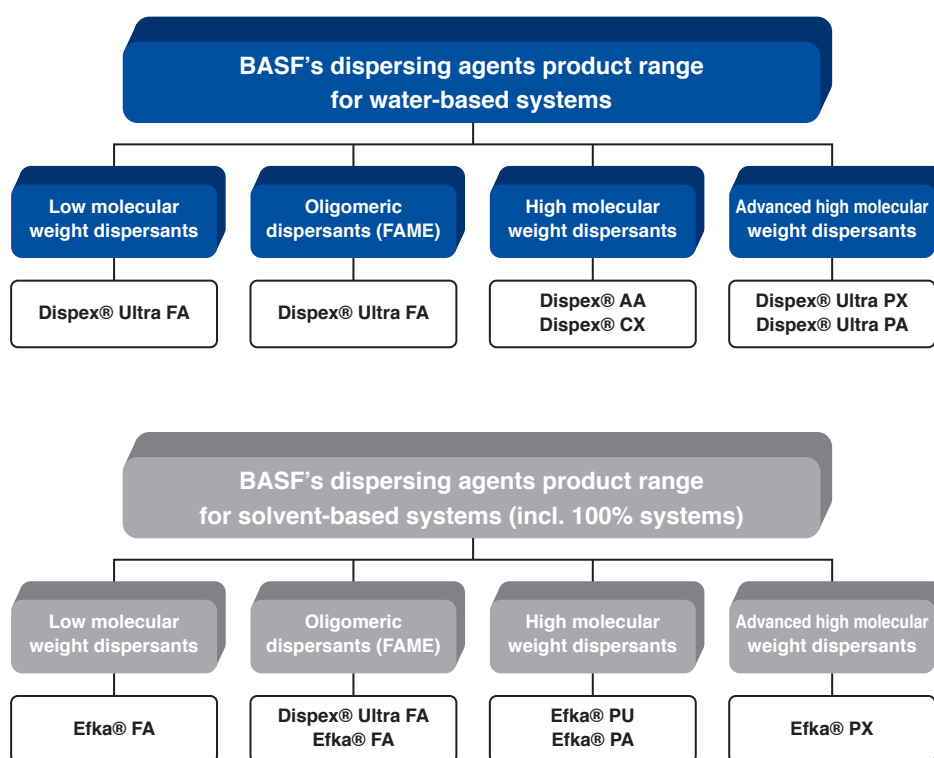 BASF's dispersing agents product range
for water-based systems
Low molecular
weight dispersants
Oligomeric
dispersants (FAME)
High molecular
weight dispersants
Advanced high molecular
weight dispersants
Dispex® Ultra FA
Dispex® Ultra FA
Dispex® AA
Dispex® CX
Dispex® Ultra PX
Dispex® Ultra PA
BASF's dispersing agents product range
for solvent-based systems (incl. 100% systems)
Low molecular
weight dispersants
Oligomeric
dispersants (FAME)
High molecular
weight dispersants
Advanced high molecular
weight dispersants
Efka® FA
Dispex® Ultra FA
Efka® FA
Efka® PU
Efka® PA
Efka® PX